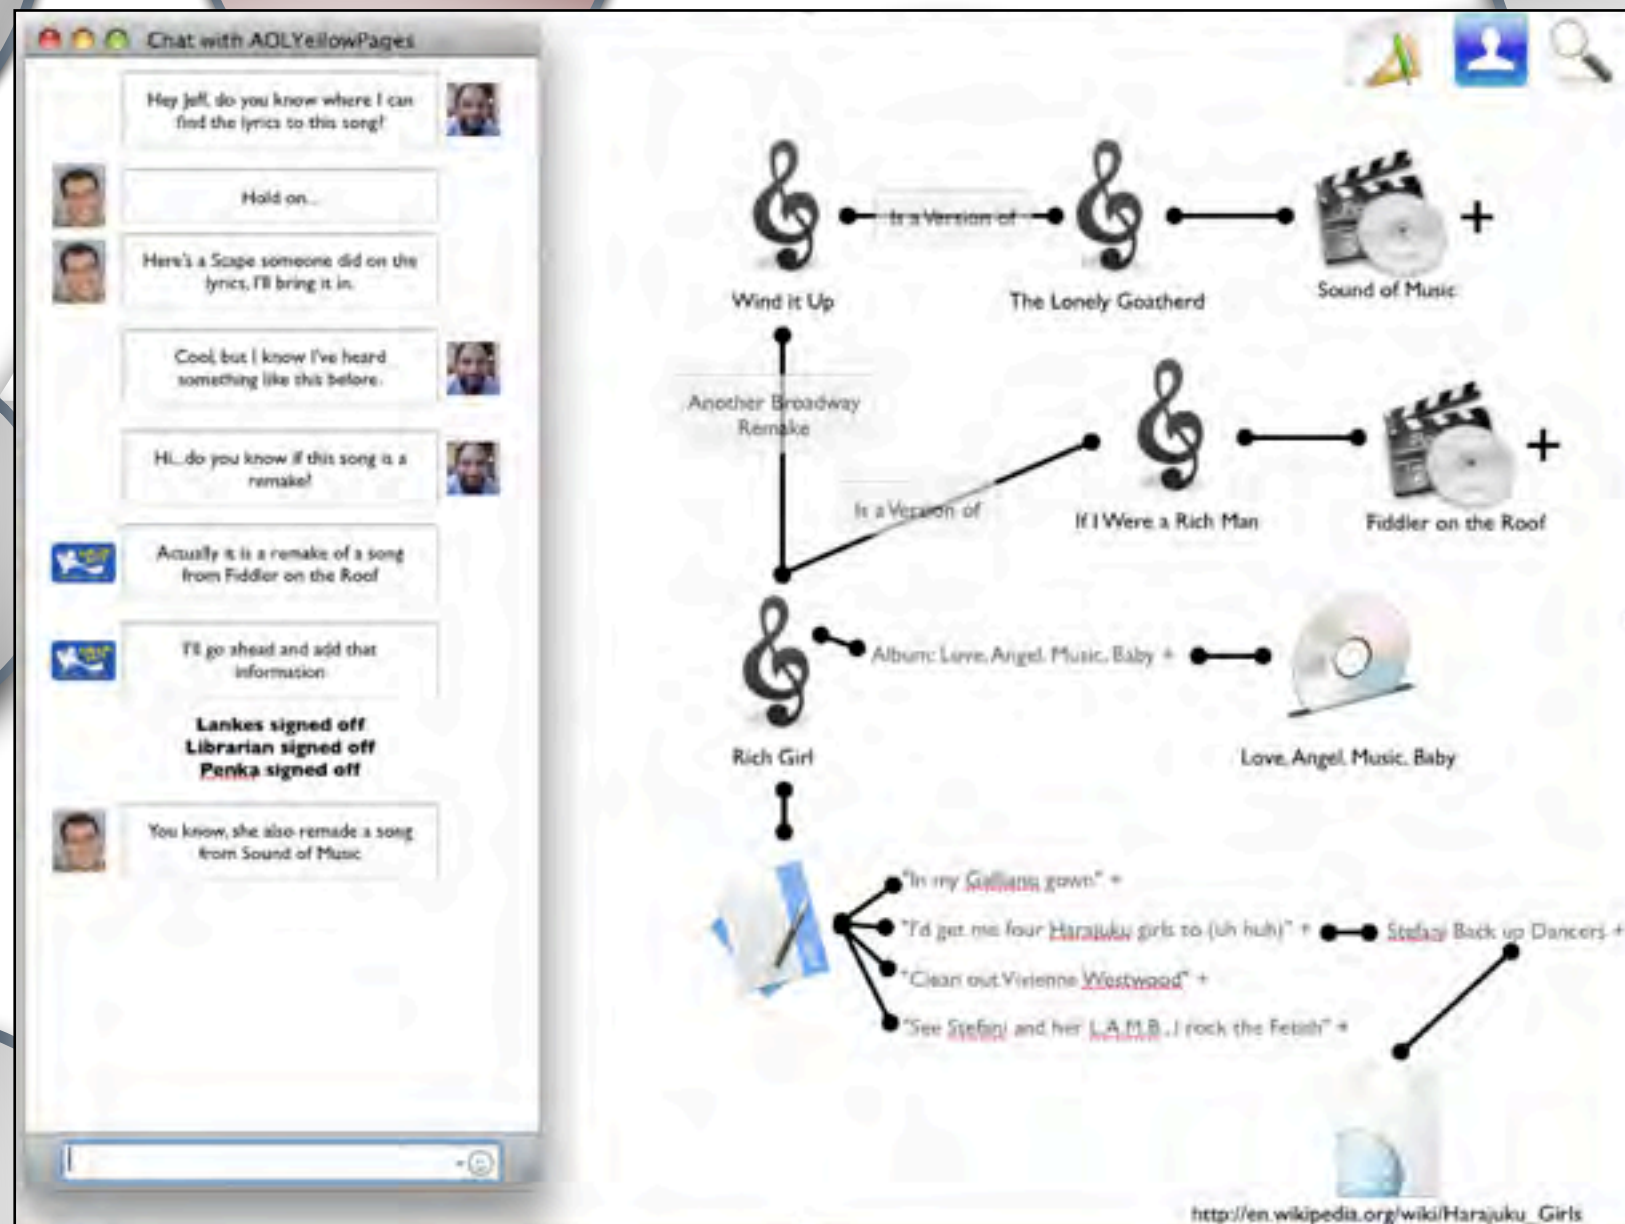 Chat with AOLYellowPages
Hey Jeff, do you know where I can
find the lyrics to this song?
Hold on...
Here's a Scape someone did on the
lyrics, I'll bring it in.
Cool, but I know I've heard
something like this before.
Hi...do you know if this song is a
remake?
Actually it is a remake of a song
from Fiddler on the Roof
I'll go ahead and add that
information
Lankes signed off
Librarian signed off
Penka signed off
You know, she also remade a song
from Sound of Music
Is a Version of
Wind it Up
The Lonely Goatherd
Sound of Music
+
Another Broadway
Remake
Is a Version of
If I Were a Rich Man
Fiddler on the Roof
+
Album: Love, Angel, Music, Baby +
Rich Girl
Love, Angel, Music, Baby
"In my Galliano gown" +
"I'd get me four Harajuku girls to (uh huh)" +
Stefani Back up Dancers +
"Clean out Vivienne Westwood" +
"See Stefani and her L.A.M.B., I rock the Fetish" +
http://en.wikipedia.org/wiki/Harajuku_Girls